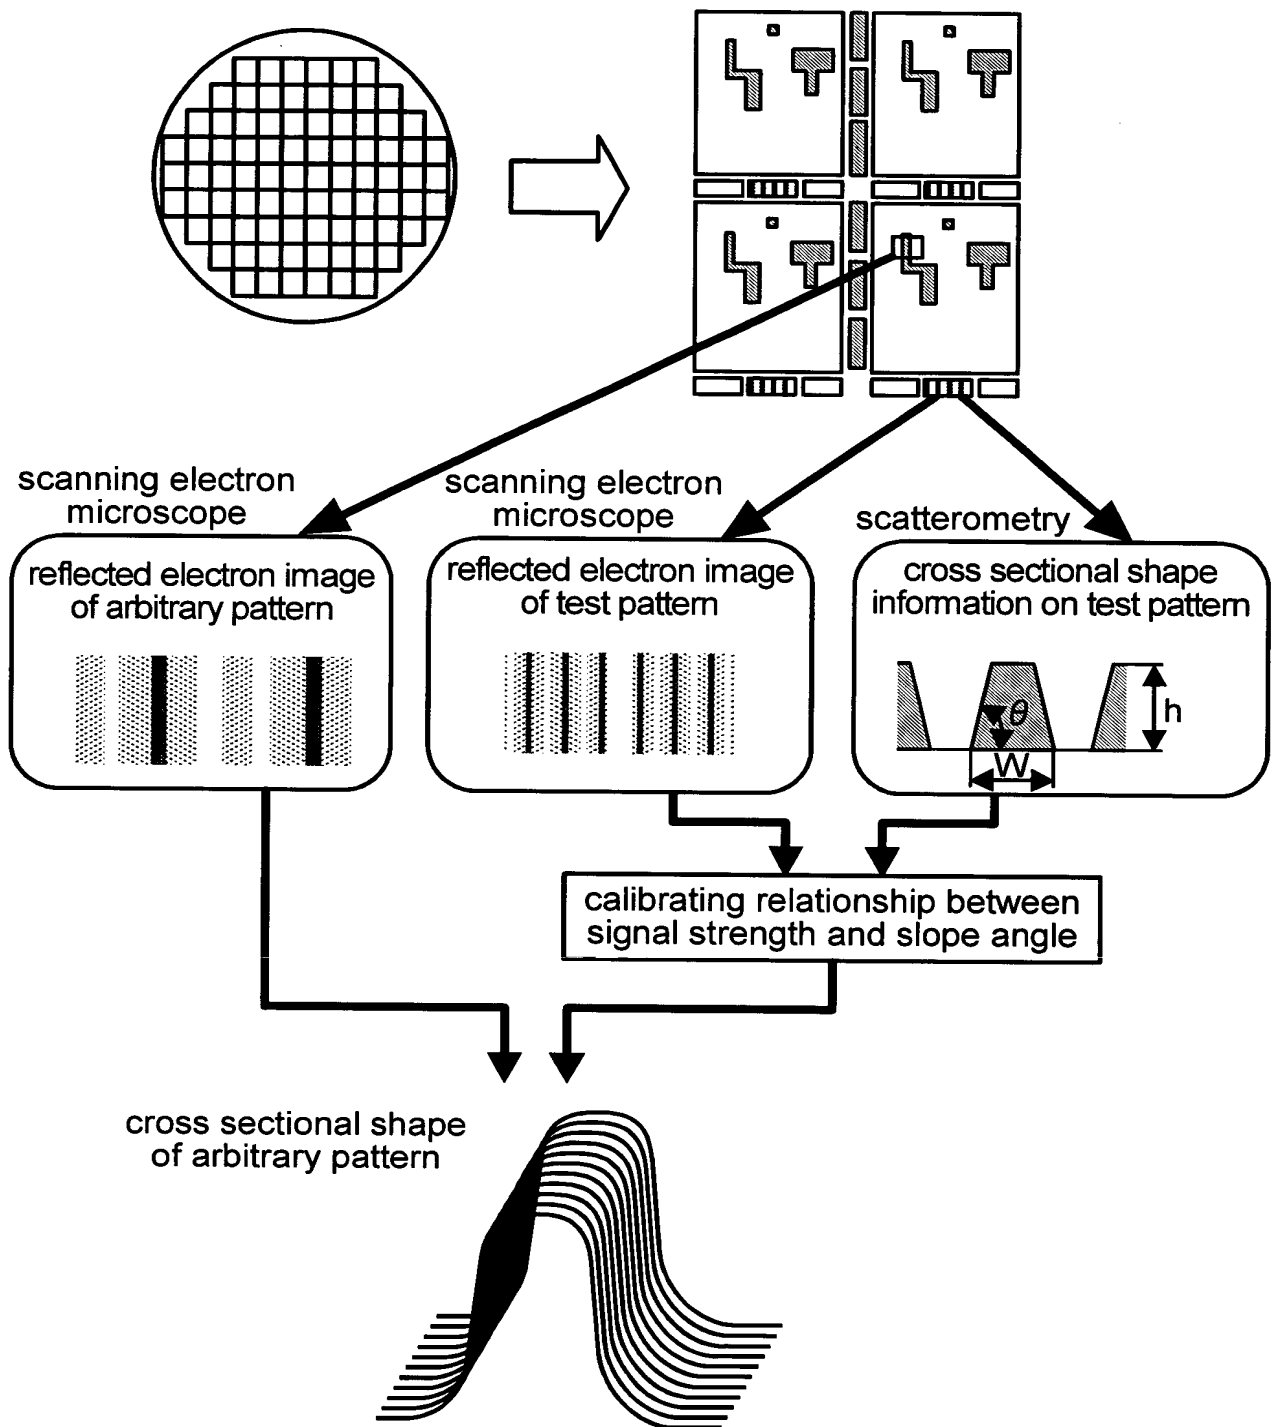 scanning electron
microscope
scanning electron
microscope
scatterometry
reflected electron image
of arbitrary pattern
reflected electron image
of test pattern
cross sectional shape
information on test pattern
θ
h
W
calibrating relationship between
signal strength and slope angle
cross sectional shape
of arbitrary pattern